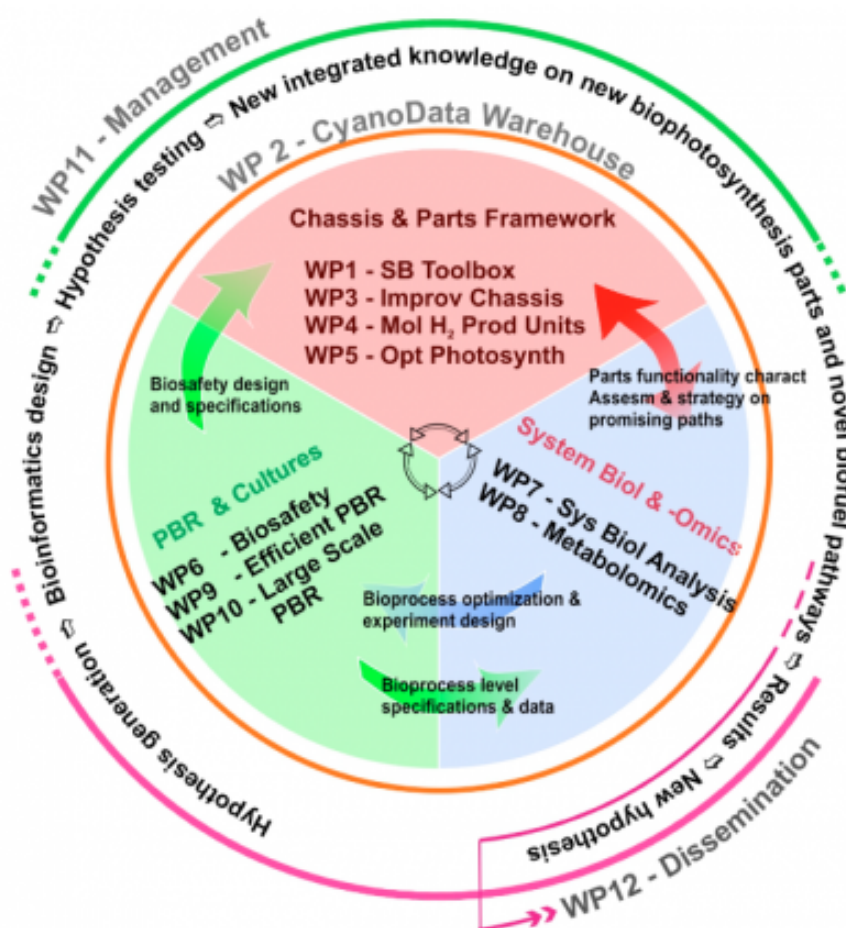 WP11 - Management
Hypothesis generation ⇨ Bioinformatics design ⇨ Hypothesis testing ⇨ New integrated knowledge on new biophotosynthesis parts and novel biofuel pathways ⇨ Results ⇨ New hypothesis
WP 2 - CyanoData Warehouse
Chassis & Parts Framework
WP1 - SB Toolbox
WP3 - Improv Chassis
WP4 - Mol H₂ Prod Units
WP5 - Opt Photosynth
Biosafety design
and specifications
Parts functionality charact
Assesm & strategy on
promising paths
PBR & Cultures
WP6 - Biosafety
WP9 - Efficient PBR
WP10 - Large Scale
PBR
System Biol & -Omics
WP7 - Sys Biol Analysis
WP8 - Metabolomics
Bioprocess optimization &
experiment design
Bioprocess level
specifications & data
WP12 - Dissemination